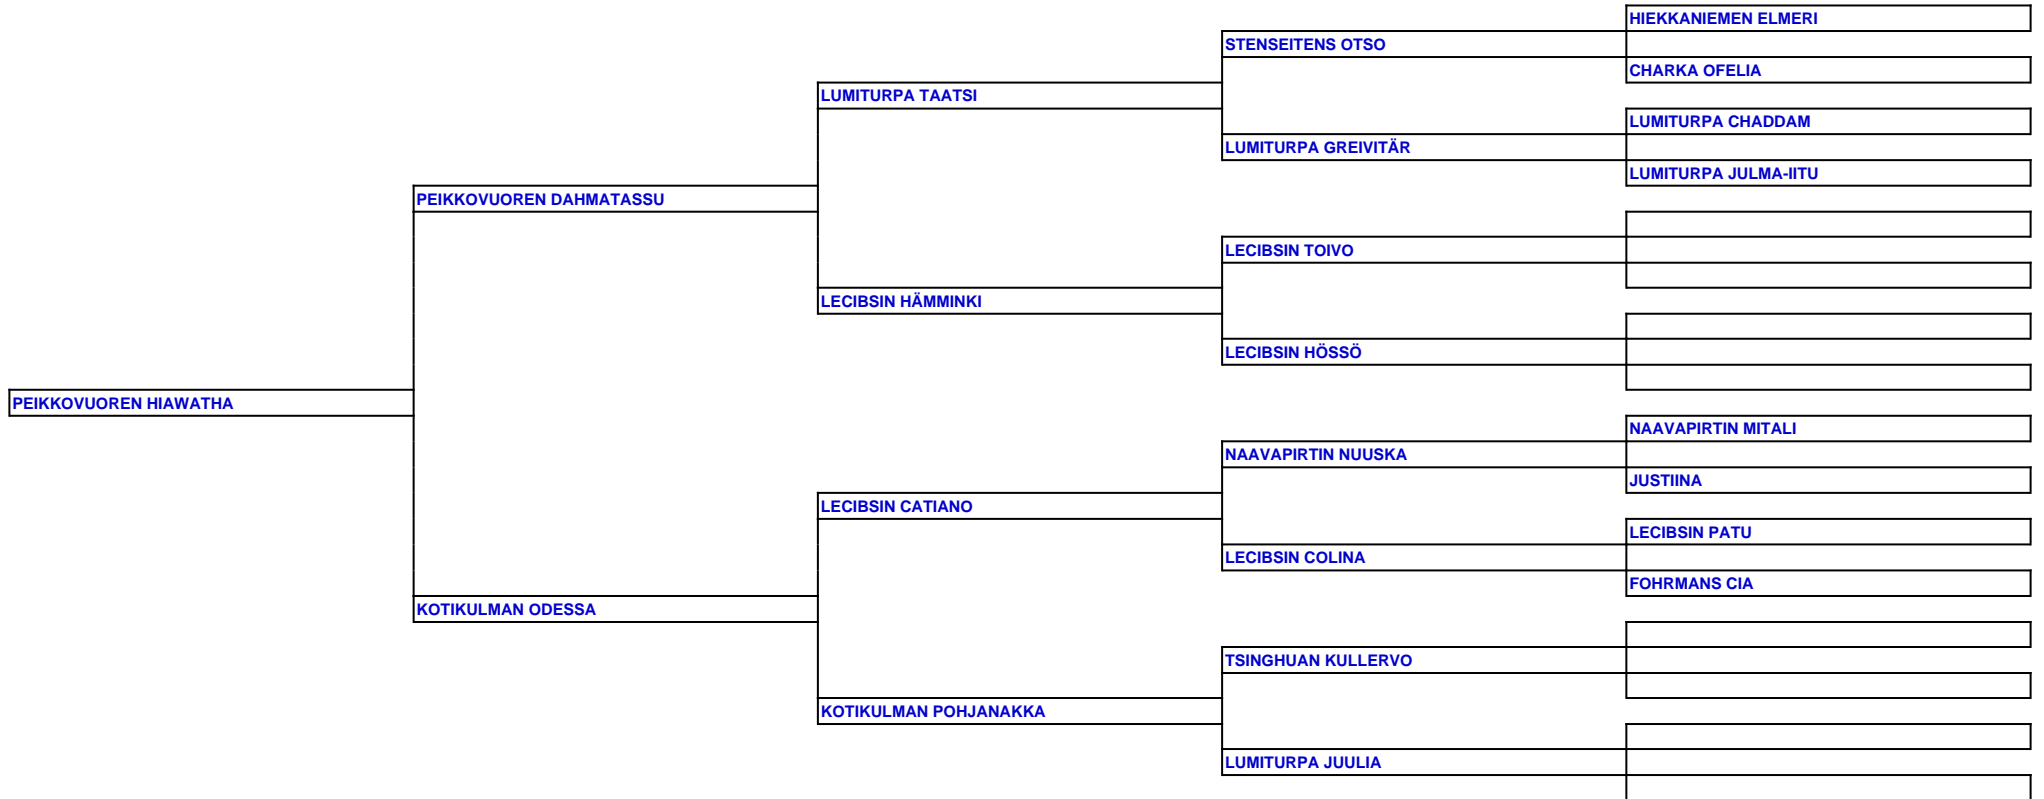 HIEKKANIEMEN ELMERI
STENSEITENS OTSO
CHARKA OFELIA
LUMITURPA TAATSI
LUMITURPA CHADDAM
LUMITURPA GREIVITÄR
LUMITURPA JULMA-IITU
PEIKKOVUOREN DAHMATASSU
LECIBSIN TOIVO
LECIBSIN HÄMMINKI
LECIBSIN HÖSSÖ
PEIKKOVUOREN HIAWATHA
NAAVAPIRTIN MITALI
NAAVAPIRTIN NUUSKA
JUSTIINA
LECIBSIN CATIANO
LECIBSIN PATU
LECIBSIN COLINA
FOHRMANS CIA
KOTIKULMAN ODESSA
TSINGHUAN KULLERVO
KOTIKULMAN POHJANAKKA
LUMITURPA JUULIA